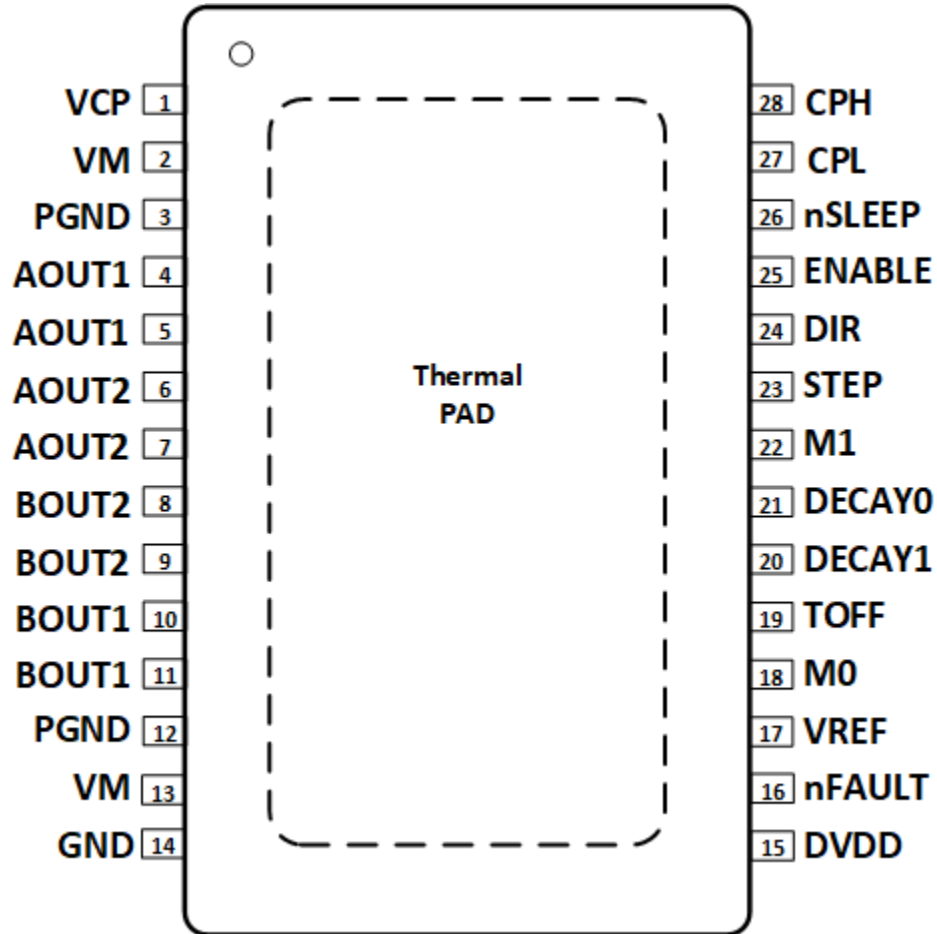 VCP 1
VM 2
PGND 3
AOUT1 4
AOUT1 5
AOUT2 6
AOUT2 7
BOUT2 8
BOUT2 9
BOUT1 10
BOUT1 11
PGND 12
VM 13
GND 14
Thermal
PAD
28 CPH
27 CPL
26 nSLEEP
25 ENABLE
24 DIR
23 STEP
22 M1
21 DECAY0
20 DECAY1
19 TOFF
18 M0
17 VREF
16 nFAULT
15 DVDD